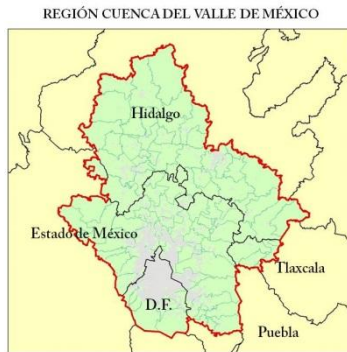 REGIÓN CUENCA DEL VALLE DE MÉXICO
Hidalgo
Estado de México
Tlaxcala
D.F.
Puebla